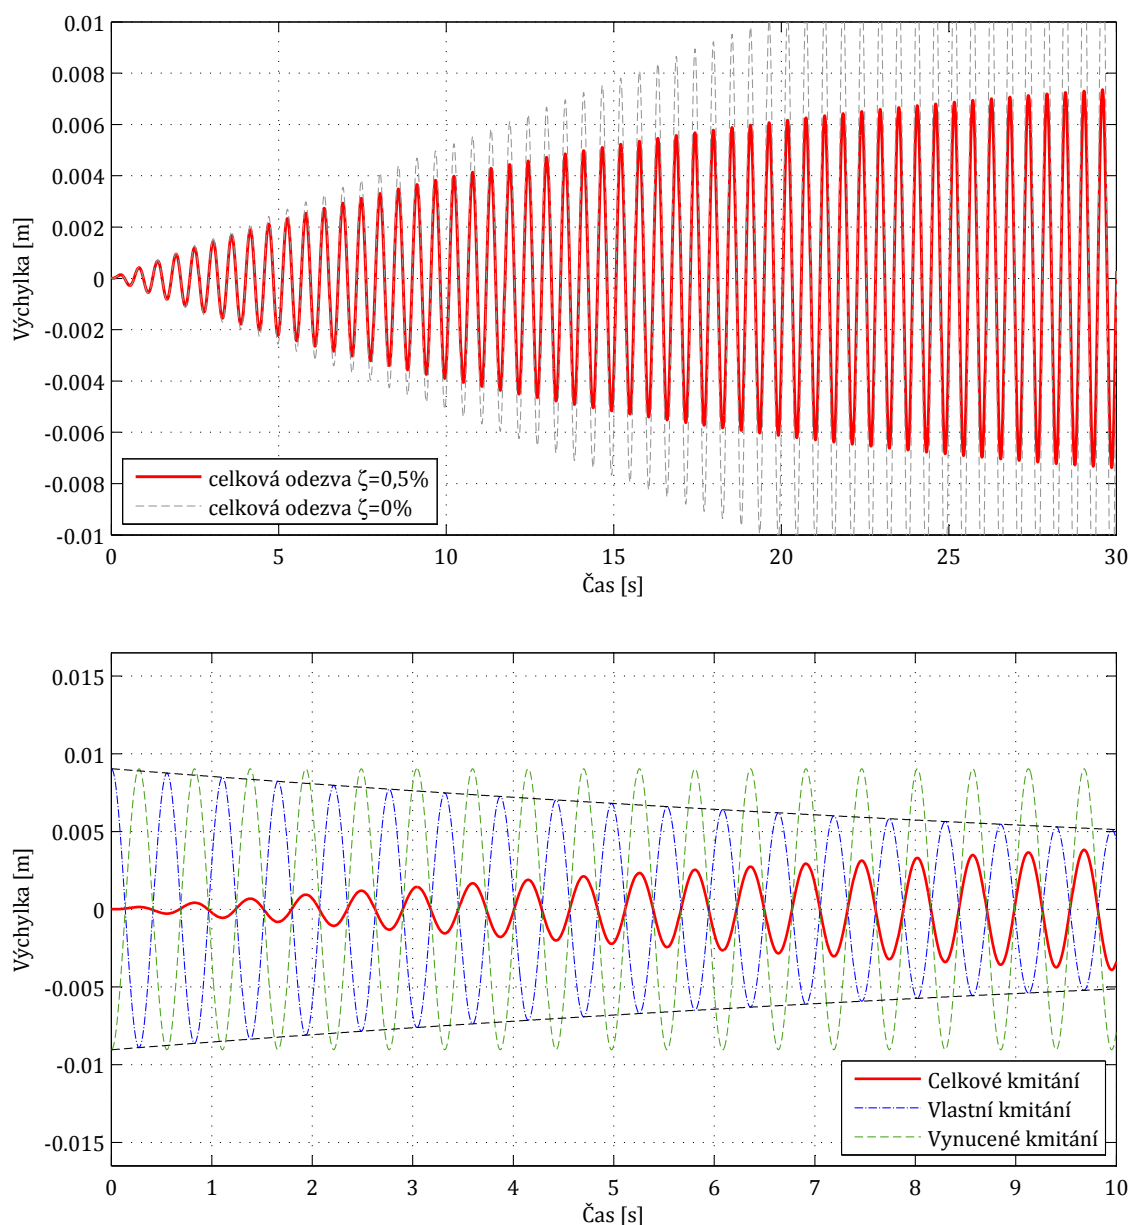 0.01
0.008
0.006
0.004
0.002
0
-0.002
-0.004
-0.006
-0.008
-0.01
Výchylka [m]
celková odezva ζ=0,5%
celková odezva ζ=0%
0 5 10 15 20 25 30
Čas [s]
0.015
0.01
0.005
0
-0.005
-0.01
-0.015
Výchylka [m]
Celkové kmitání
Vlastní kmitání
Vynucené kmitání
0 1 2 3 4 5 6 7 8 9 10
Čas [s]